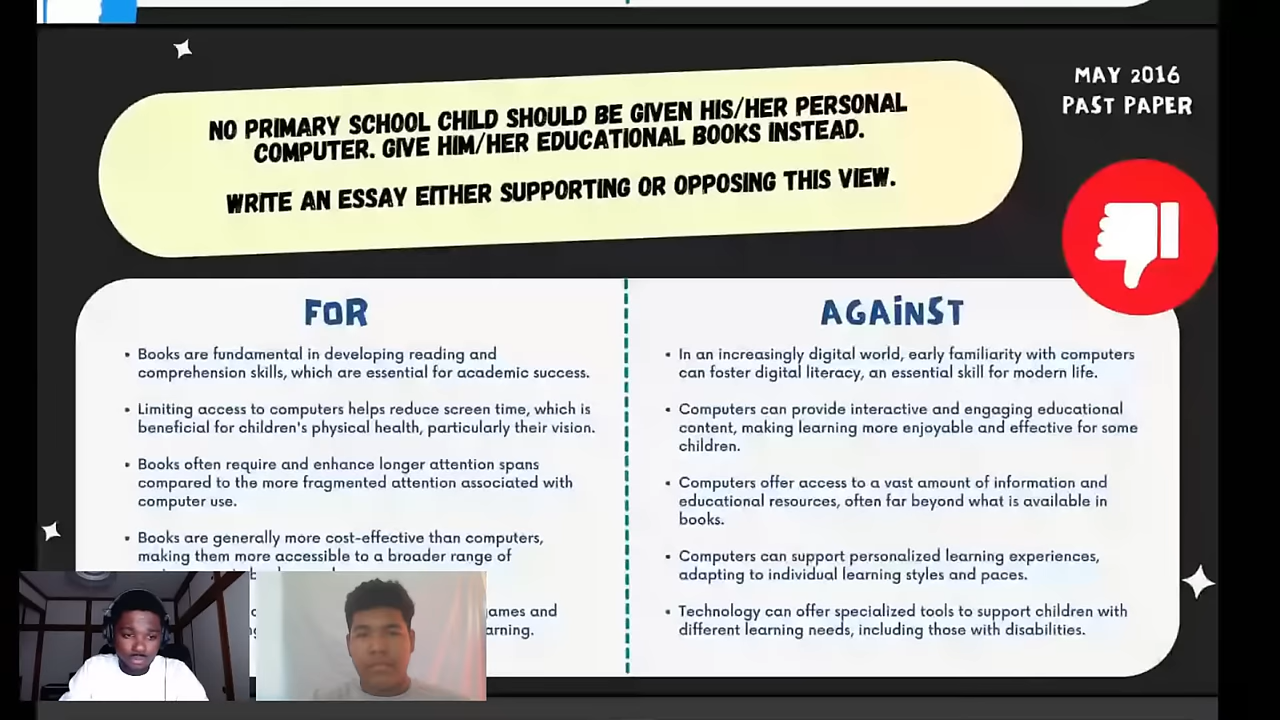 MAY 2016
PAST PAPER
NO PRIMARY SCHOOL CHILD SHOULD BE GIVEN HIS/HER PERSONAL
COMPUTER. GIVE HIM/HER EDUCATIONAL BOOKS INSTEAD.
WRITE AN ESSAY EITHER SUPPORTING OR OPPOSING THIS VIEW.
FOR
• Books are fundamental in developing reading and
comprehension skills, which are essential for academic success.
• Limiting access to computers helps reduce screen time, which is
beneficial for children's physical health, particularly their vision.
• Books often require and enhance longer attention spans
compared to the more fragmented attention associated with
computer use.
• Books are generally more cost-effective than computers,
making them more accessible to a broader range of
and
AGAINST
• In an increasingly digital world, early familiarity with computers
can foster digital literacy, an essential skill for modern life.
• Computers can provide interactive and engaging educational
content, making learning more enjoyable and effective for some
children.
• Computers offer access to a vast amount of information and
educational resources, often far beyond what is available in
books.
• Computers can support personalized learning experiences,
adapting to individual learning styles and paces.
• Technology can offer specialized tools to support children with
different learning needs, including those with disabilities.